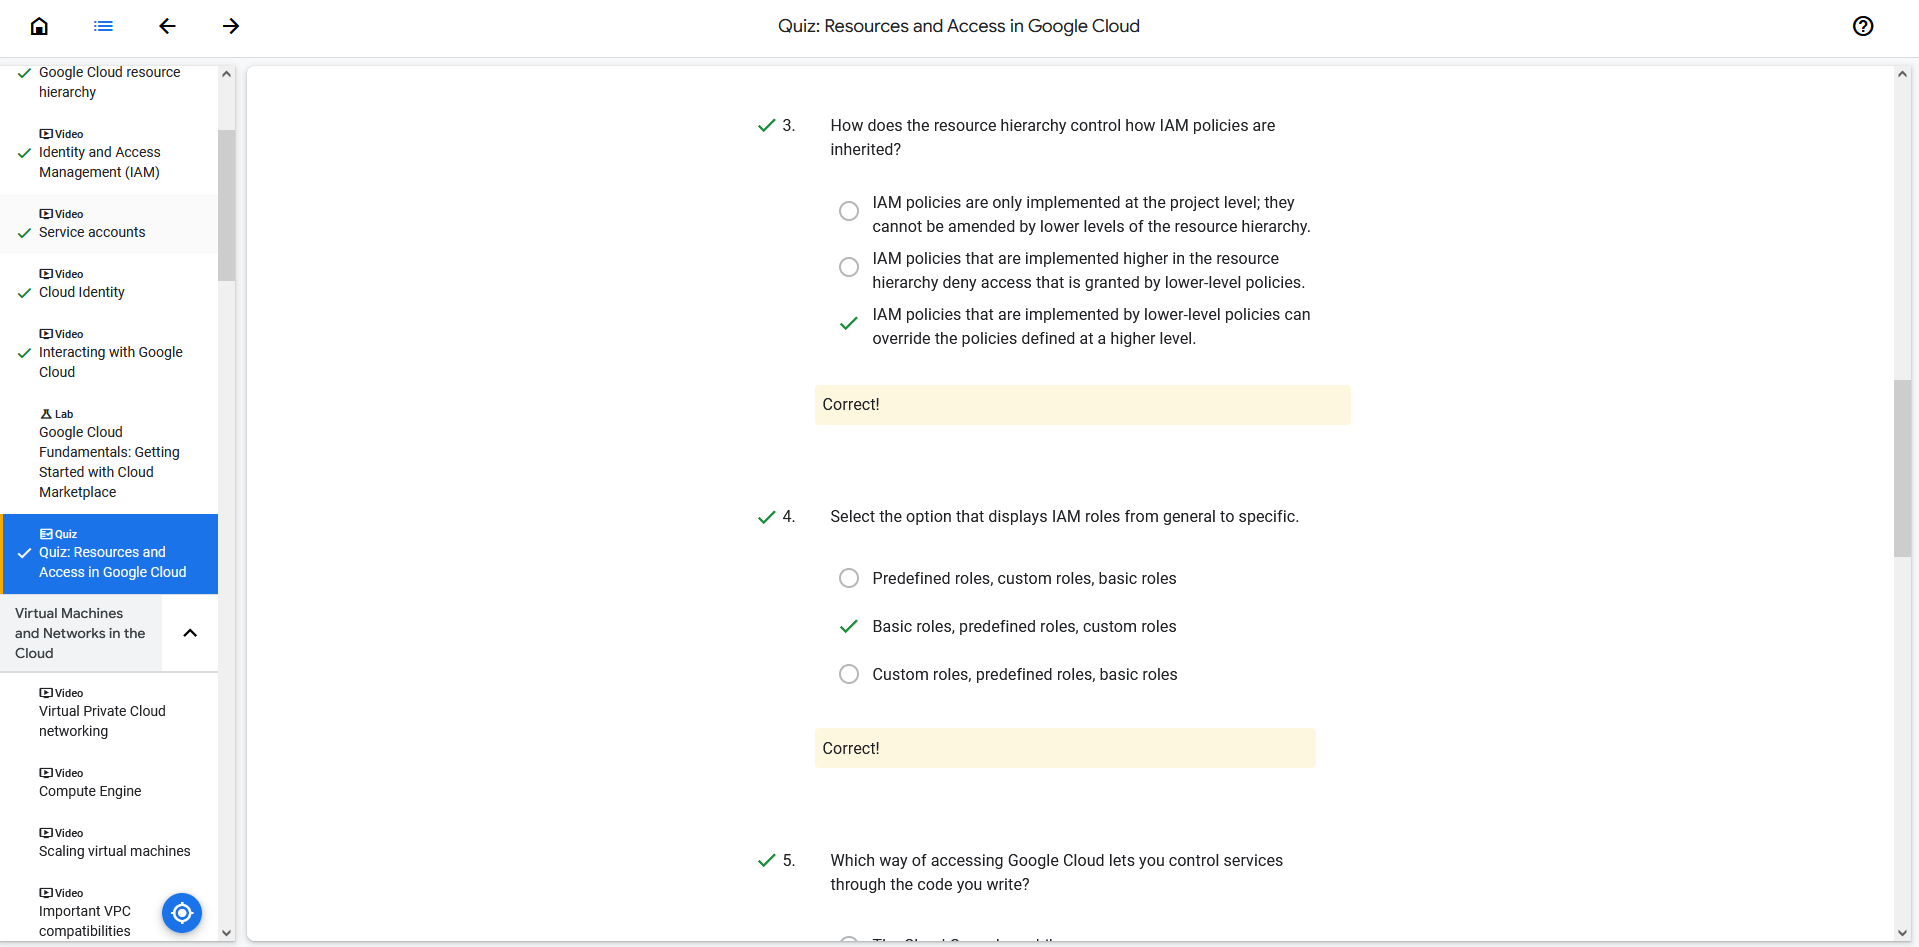 Quiz: Resources and Access in Google Cloud
Google Cloud resource
hierarchy
Video
Identity and Access
Management (IAM)
Video
Service accounts
Video
Cloud Identity
Video
Interacting with Google
Cloud
Lab
Google Cloud
Fundamentals: Getting
Started with Cloud
Marketplace
Quiz
Quiz: Resources and
Access in Google Cloud
Virtual Machines
and Networks in the
Cloud
Video
Virtual Private Cloud
networking
Video
Compute Engine
Video
Scaling virtual machines
Video
Important VPC
compatibilities
3. How does the resource hierarchy control how IAM policies are
inherited?
IAM policies are only implemented at the project level; they
cannot be amended by lower levels of the resource hierarchy.
IAM policies that are implemented higher in the resource
hierarchy deny access that is granted by lower-level policies.
IAM policies that are implemented by lower-level policies can
override the policies defined at a higher level.
Correct!
4. Select the option that displays IAM roles from general to specific.
Predefined roles, custom roles, basic roles
Basic roles, predefined roles, custom roles
Custom roles, predefined roles, basic roles
Correct!
5. Which way of accessing Google Cloud lets you control services
through the code you write?